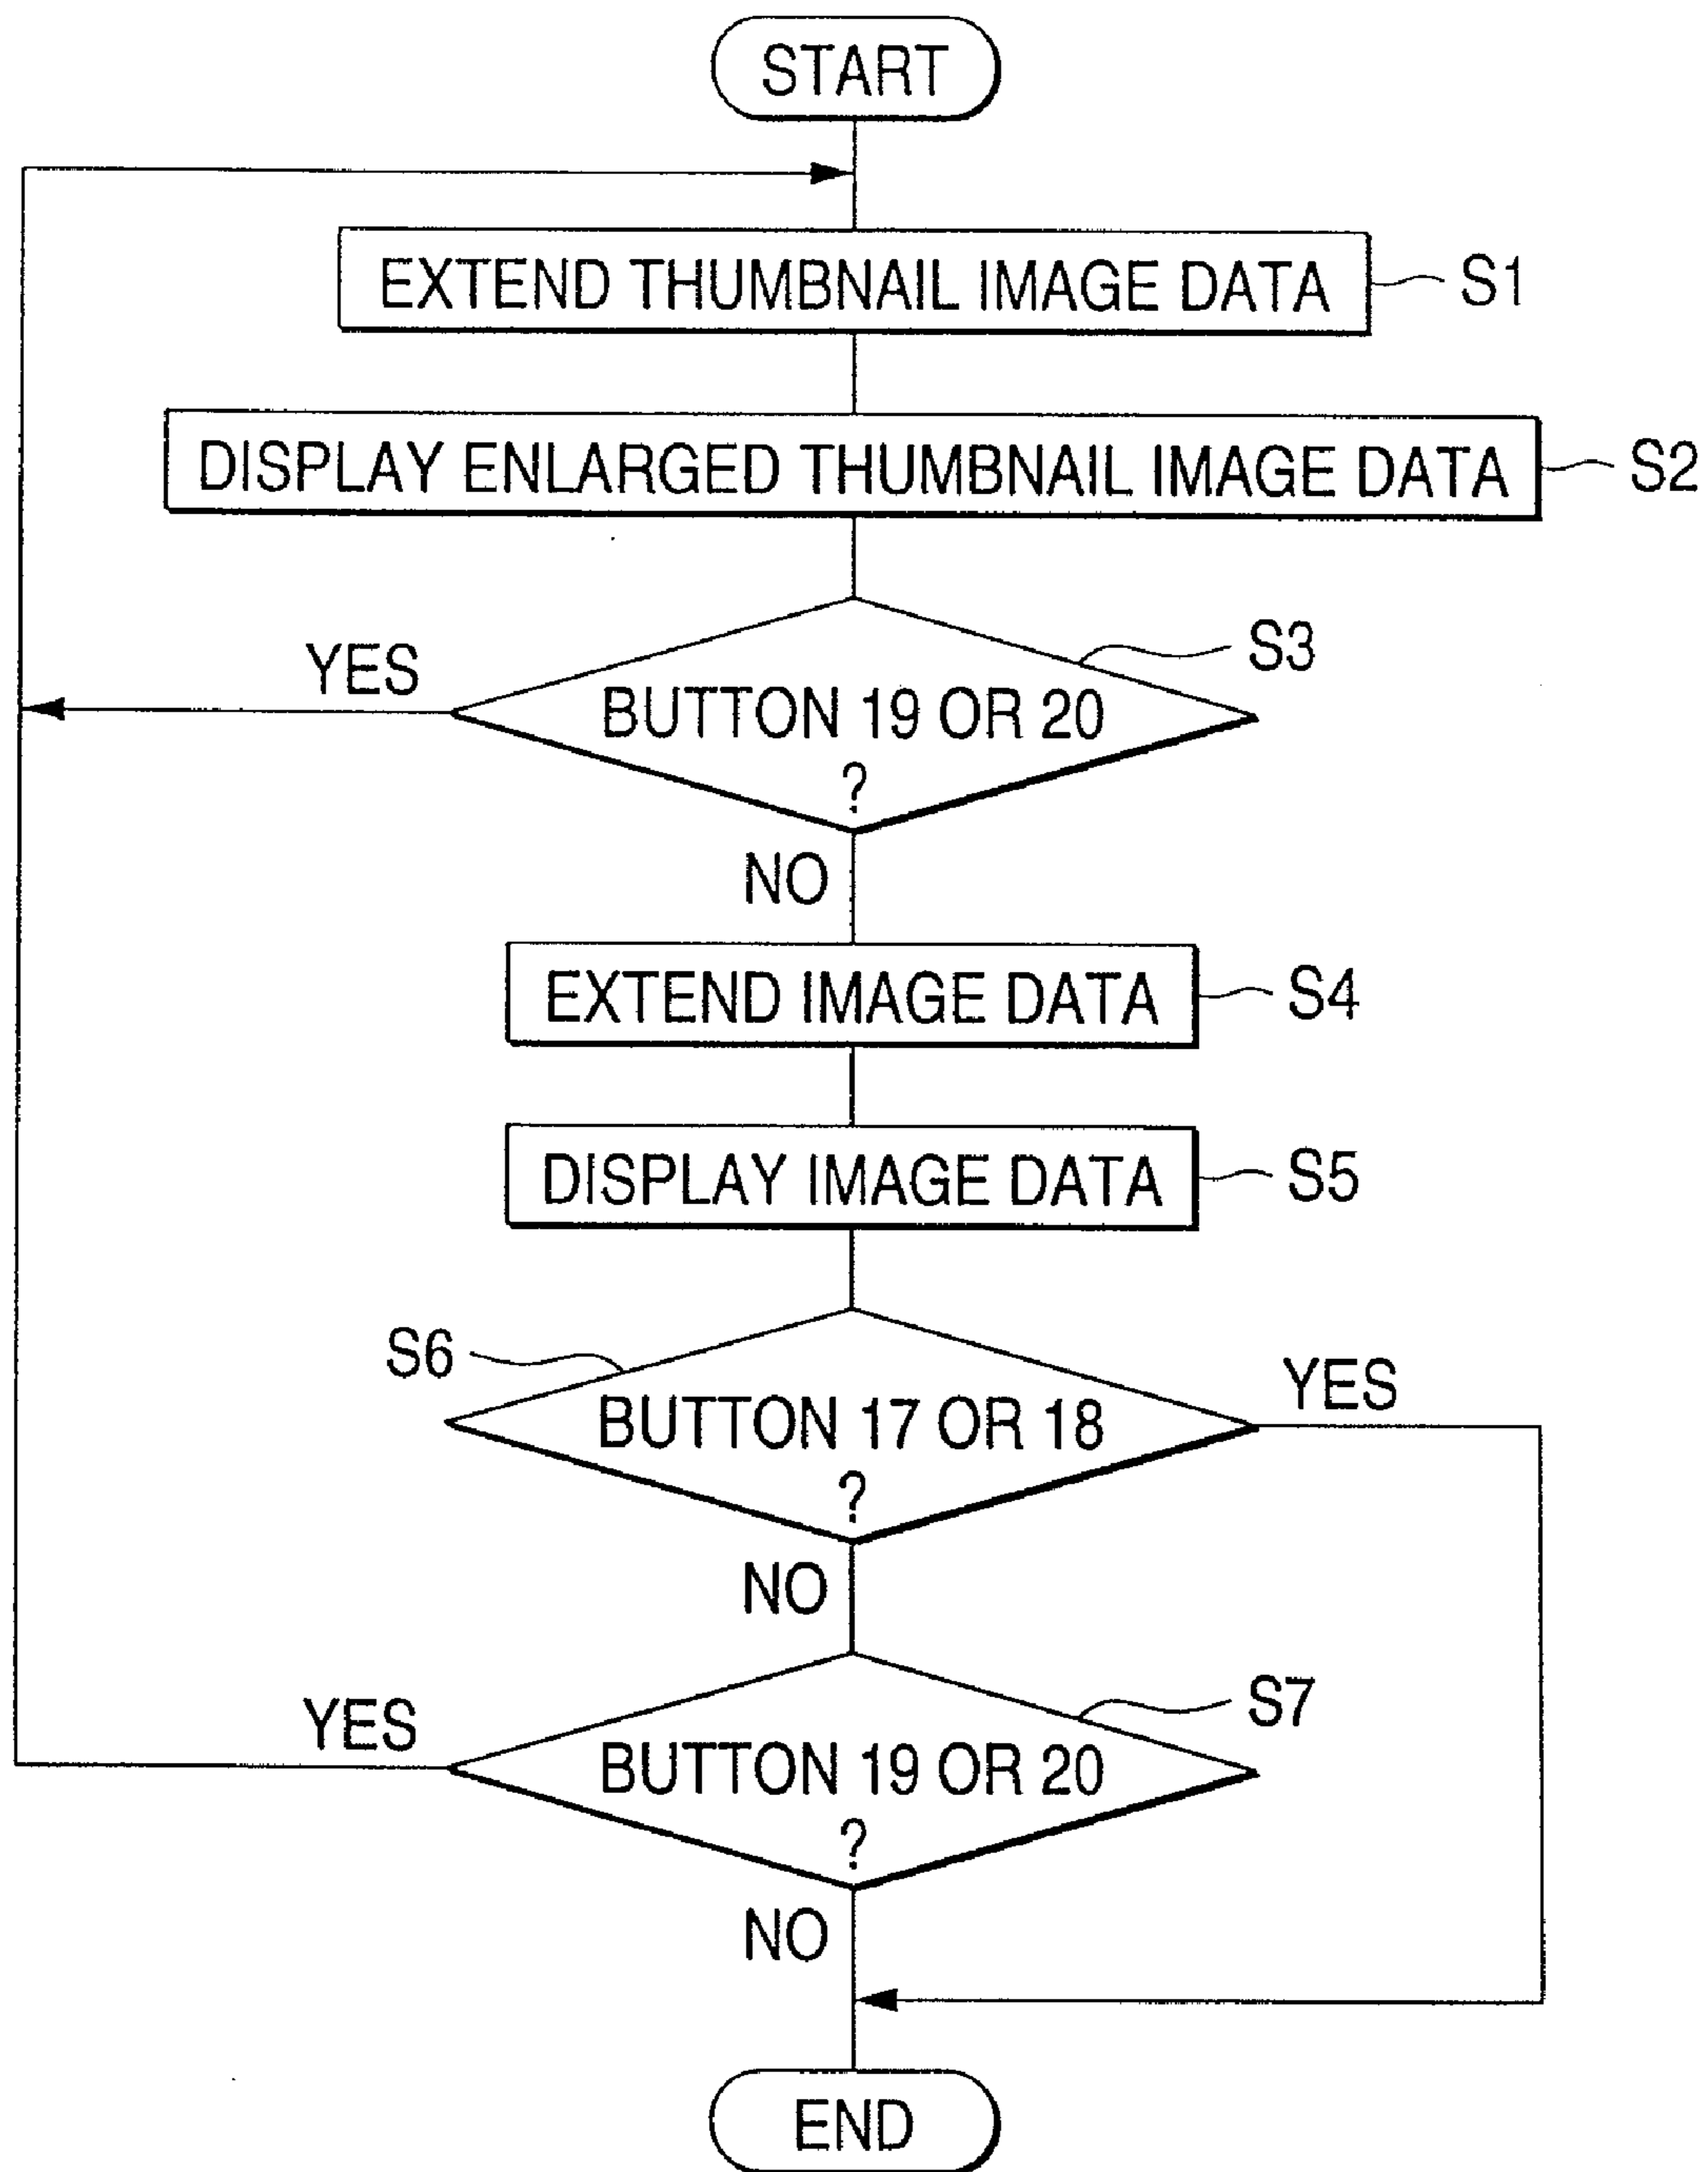 START
EXTEND THUMBNAIL IMAGE DATA
S1
DISPLAY ENLARGED THUMBNAIL IMAGE DATA
S2
S3
YES
BUTTON 19 OR 20
?
NO
EXTEND IMAGE DATA
S4
DISPLAY IMAGE DATA
S5
S6
YES
BUTTON 17 OR 18
?
NO
S7
YES
BUTTON 19 OR 20
?
NO
END